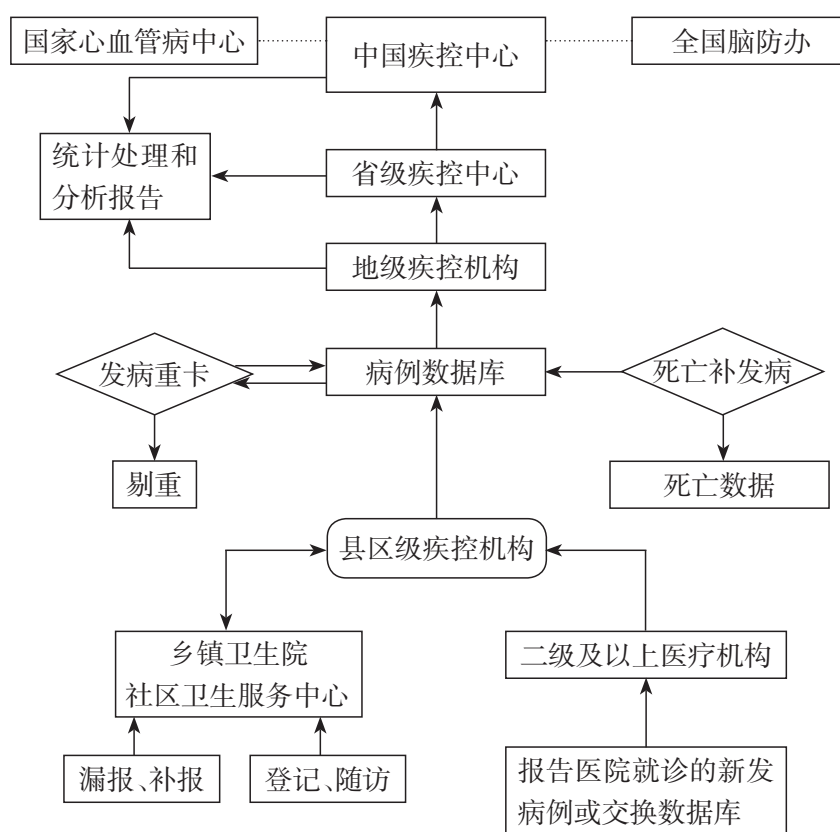 国家心血管病中心
中国疾控中心
全国脑防办
统计处理和
分析报告
省级疾控中心
地级疾控机构
发病重卡
病例数据库
死亡补发病
剔重
死亡数据
县区级疾控机构
乡镇卫生院
社区卫生服务中心
二级及以上医疗机构
漏报、补报
登记、随访
报告医院就诊的新发
病例或交换数据库